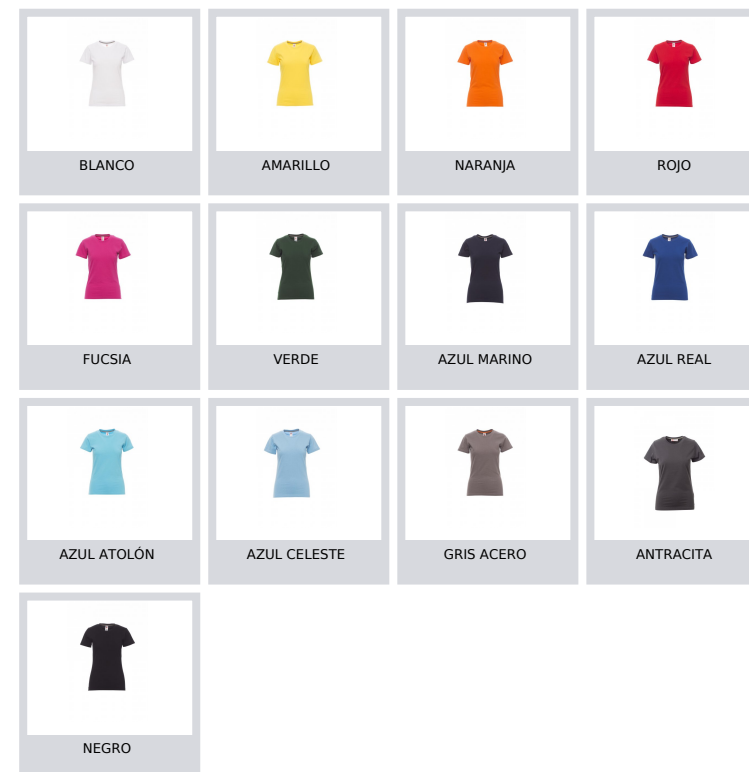 BLANCO
AMARILLO
NARANJA
ROJO
FUCSIA
VERDE
AZUL MARINO
AZUL REAL
AZUL ATOLÓN
AZUL CELESTE
GRIS ACERO
ANTRACITA
NEGRO